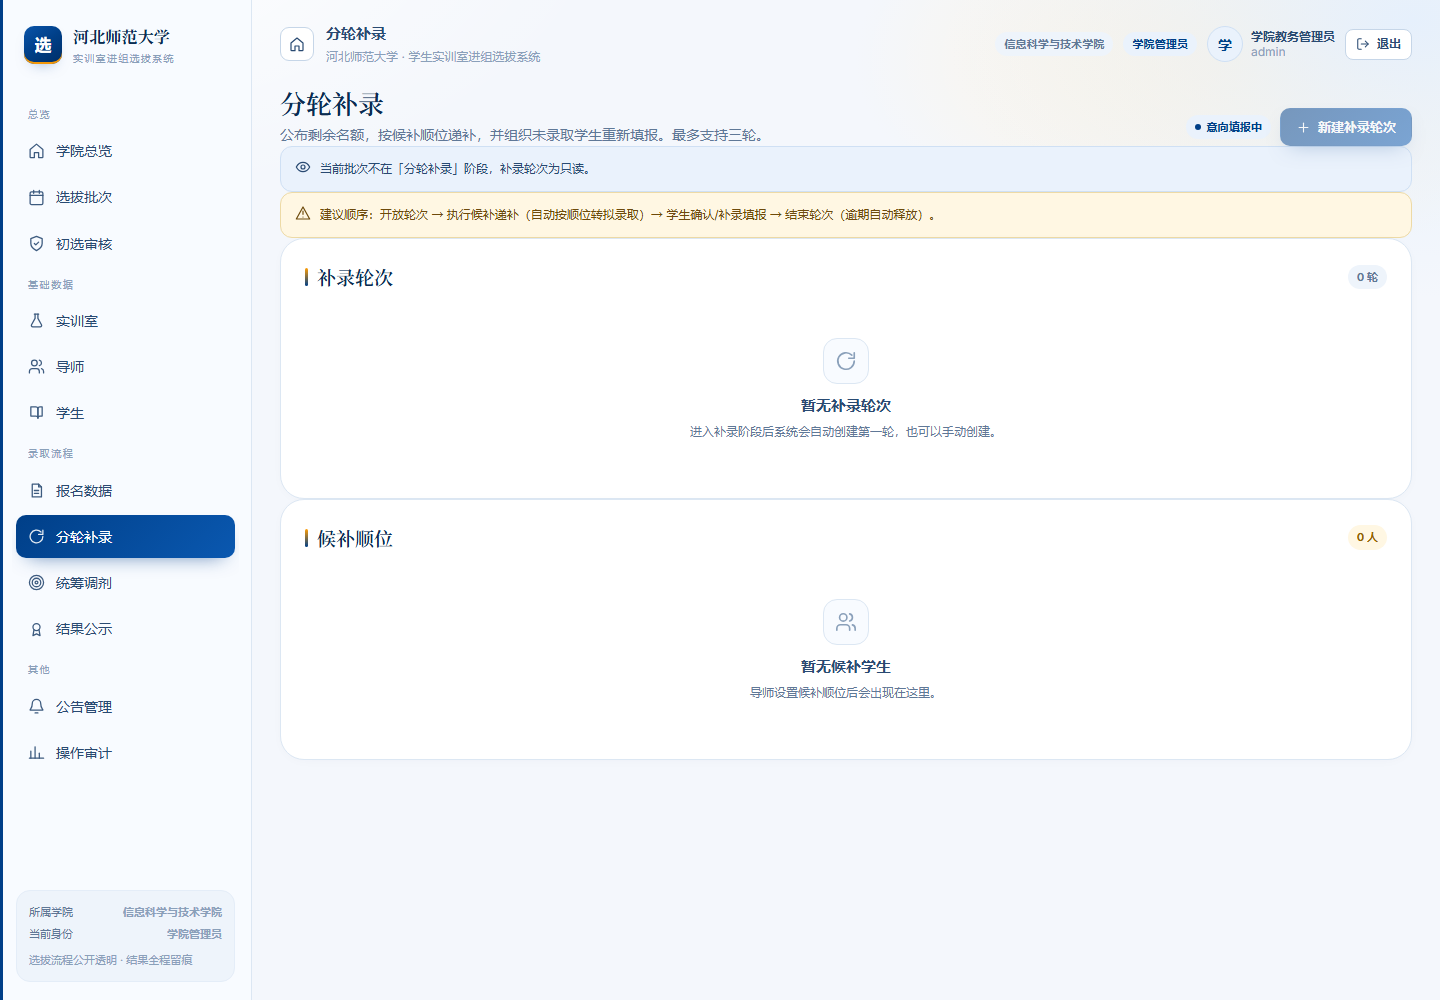 选
河北师范大学
实训室进组选拔系统
总览
学院总览
选拔批次
初选审核
基础数据
实训室
导师
学生
录取流程
报名数据
分轮补录
统筹调剂
结果公示
其他
公告管理
操作审计
所属学院 信息科学与技术学院
当前身份 学院管理员
选拔流程公开透明 · 结果全程留痕
分轮补录
河北师范大学 · 学生实训室进组选拔系统
信息科学与技术学院
学院管理员
学
学院教务管理员
admin
退出
分轮补录
公布剩余名额，按候补顺位递补，并组织未录取学生重新填报。最多支持三轮。
意向填报中
新建补录轮次
当前批次不在「分轮补录」阶段，补录轮次为只读。
建议顺序：开放轮次 → 执行候补递补（自动按顺位转拟录取）→ 学生确认/补录填报 → 结束轮次（逾期自动释放）。
补录轮次
0 轮
暂无补录轮次
进入补录阶段后系统会自动创建第一轮，也可以手动创建。
候补顺位
0 人
暂无候补学生
导师设置候补顺位后会出现在这里。